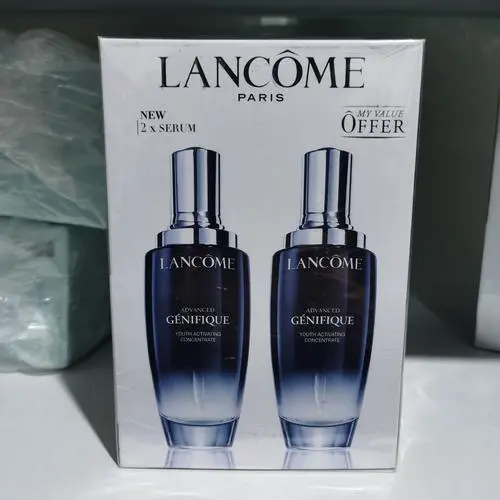 LANCÔME
PARIS
NEW
2 x SERUM
MY VALUE
ÔFFER
LANCÔME
ADVANCED
GÉNIFIQUE
YOUTH ACTIVATING
CONCENTRATE
LANCÔME
ADVANCED
GÉNIFIQUE
YOUTH ACTIVATING
CONCENTRATE